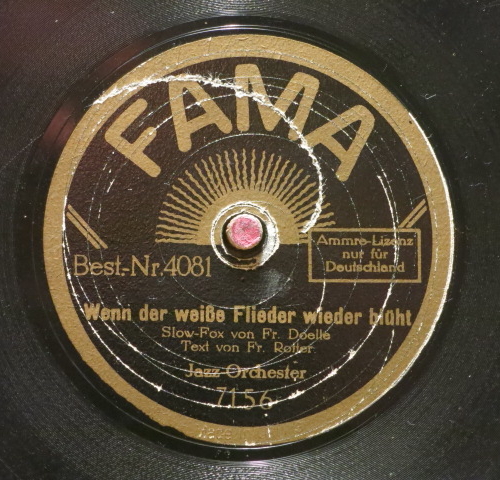 FAMA
Best.-Nr. 4081
Ammre-Lizenz
nur für
Deutschland
Wenn der weiße Flieder wieder blüht
Slow-Fox von Fr. Doelle
Text von Fr. Rotter
Jazz Orchester
7156